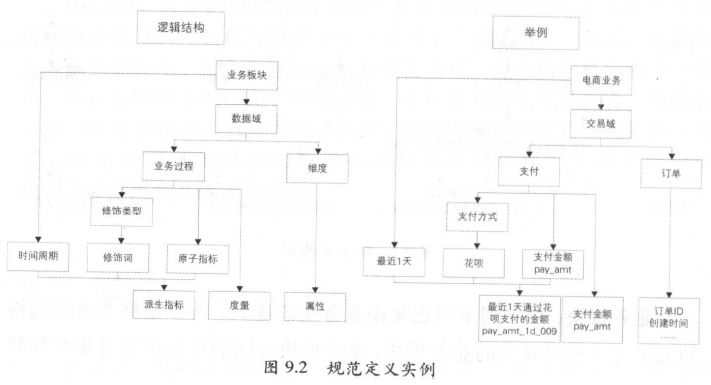 逻辑结构
举例
业务板块
电商业务
数据域
交易域
业务过程
维度
支付
订单
修饰类型
支付方式
时间周期
修饰词
原子指标
最近1天
花呗
支付金额
pay_amt
派生指标
度量
属性
最近1天通过花
呗支付的金额
pay_amt_1d_009
支付金额
pay_amt
订单ID
创建时间
……
图 9.2 规范定义实例